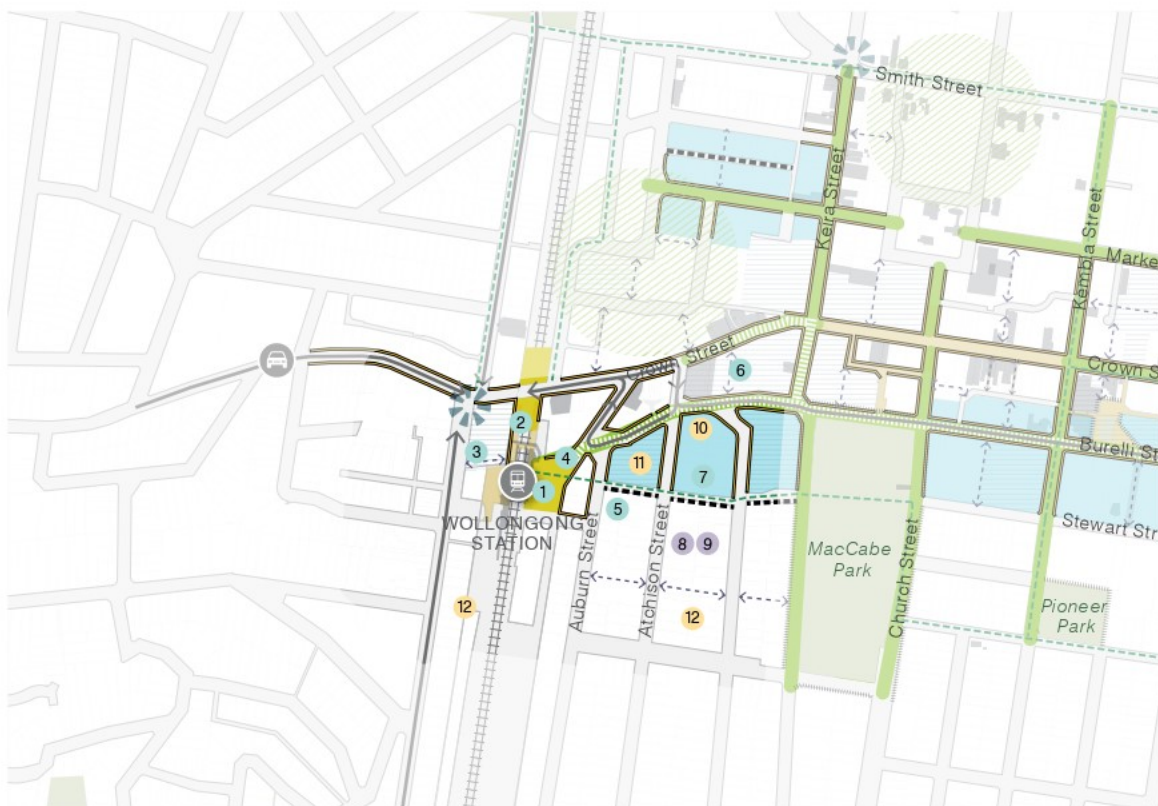 Smith Street
Keira Street
Kembla Street
Marke
Crown Street
6
Crown S
2
10
3
4
11
Burelli St
7
1
5
WOLLONGONG
STATION
Stewart Str
Auburn Street
Atchison Street
8
9
MacCabe
Park
Church Street
12
12
Pioneer
Park